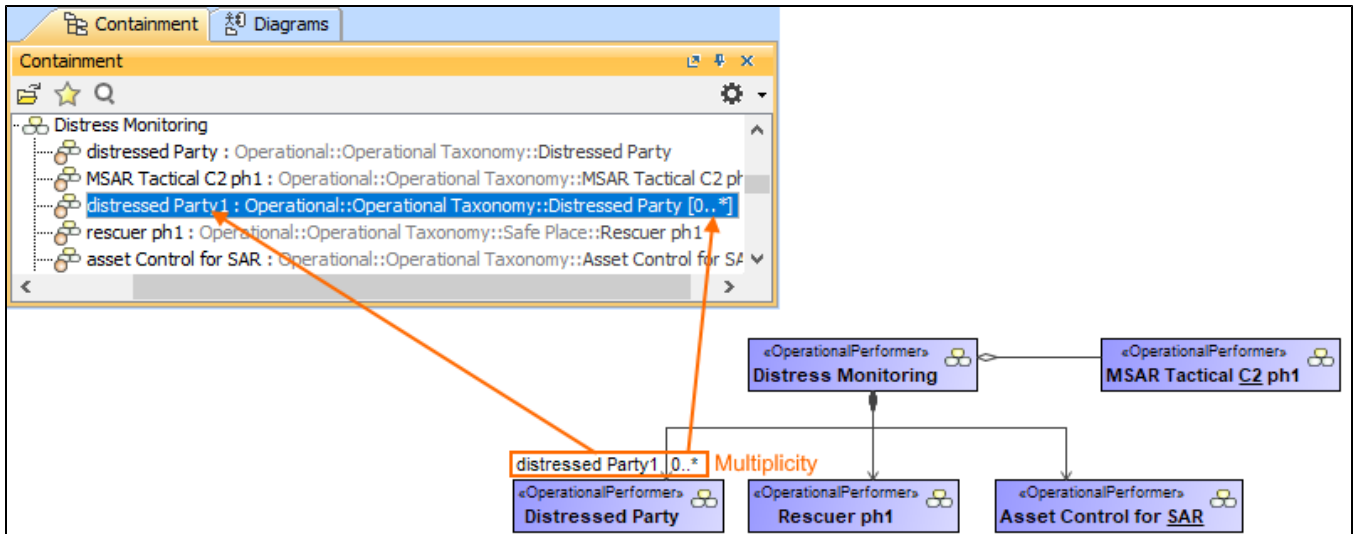 Containment Diagrams
Containment
Distress Monitoring
distressed Party : Operational::Operational Taxonomy::Distressed Party
MSAR Tactical C2 ph1 : Operational::Operational Taxonomy::MSAR Tactical C2 ph
distressed Party1 : Operational::Operational Taxonomy::Distressed Party [0..*]
rescuer ph1 : Operational::Operational Taxonomy::Safe Place::Rescuer ph1
asset Control for SAR : Operational::Operational Taxonomy::Asset Control for SA
«OperationalPerformer»
Distress Monitoring
«OperationalPerformer»
MSAR Tactical C2 ph1
distressed Party1 0..* Multiplicity
«OperationalPerformer»
Distressed Party
«OperationalPerformer»
Rescuer ph1
«OperationalPerformer»
Asset Control for SAR